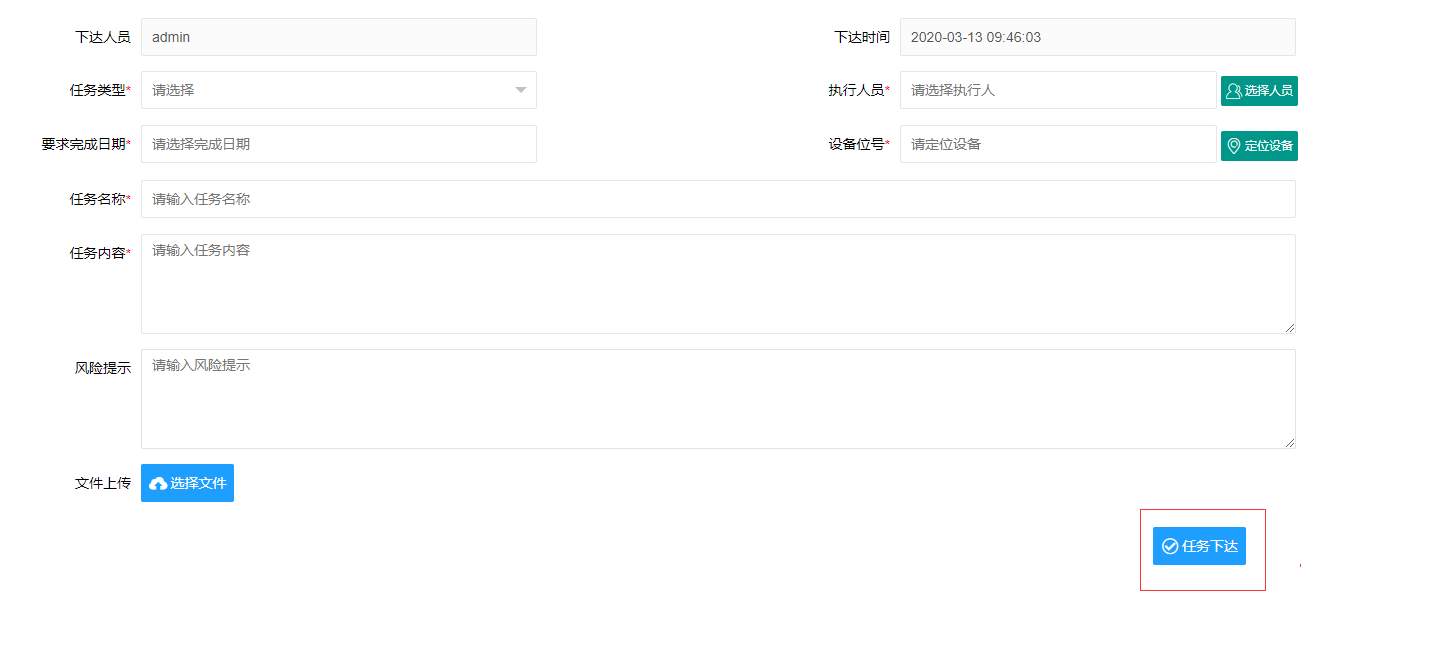 下达人员 admin 下达时间 2020-03-13 09:46:03
任务类型* 请选择 执行人员* 请选择执行人 选择人员
要求完成日期* 请选择完成日期 设备位号* 请定位设备 定位设备
任务名称* 请输入任务名称
任务内容* 请输入任务内容
风险提示 请输入风险提示
文件上传 选择文件
任务下达